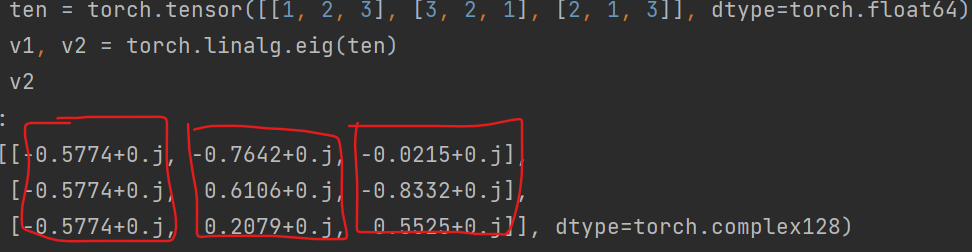 ten = torch.tensor([[1, 2, 3], [3, 2, 1], [2, 1, 3]], dtype=torch.float64)
v1, v2 = torch.linalg.eig(ten)
v2
:
[[-0.5774+0.j, -0.7642+0.j, -0.0215+0.j],
[-0.5774+0.j, 0.6106+0.j, -0.8332+0.j],
[-0.5774+0.j, 0.2079+0.j, 0.5525+0.j]], dtype=torch.complex128)